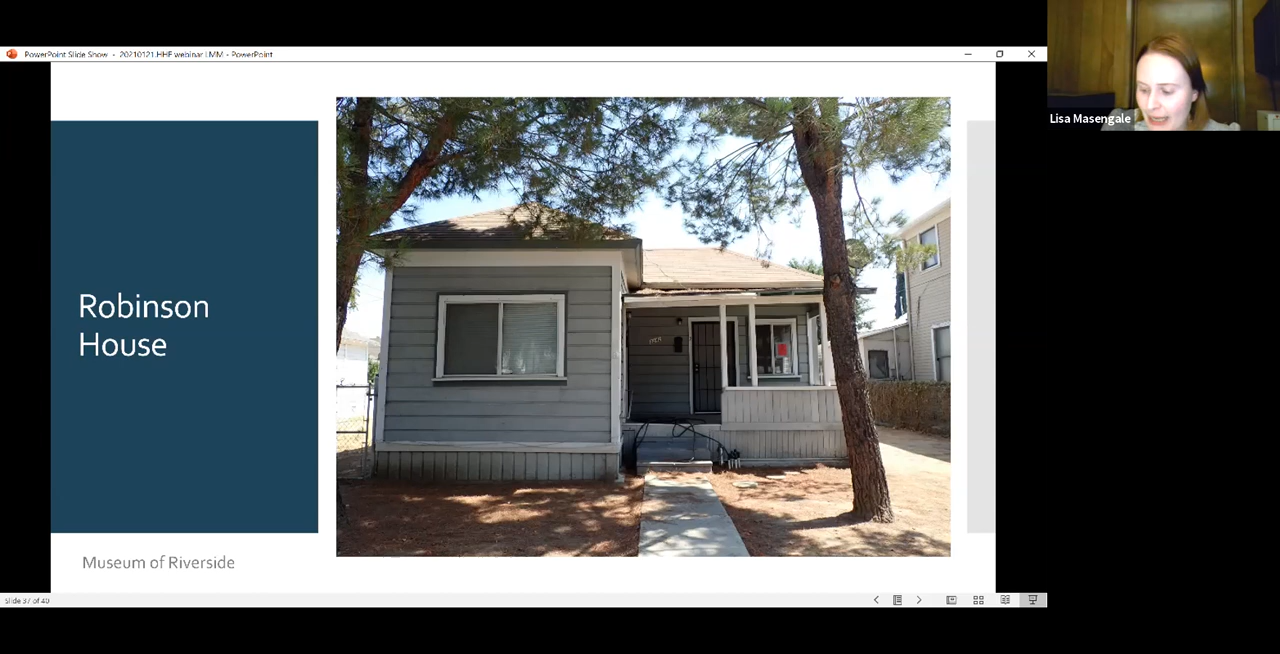 PowerPoint Slide Show - 20210121.HHF webinar LMM - PowerPoint
Lisa Masengale
Robinson
House
Museum of Riverside
Slide 37 of 40